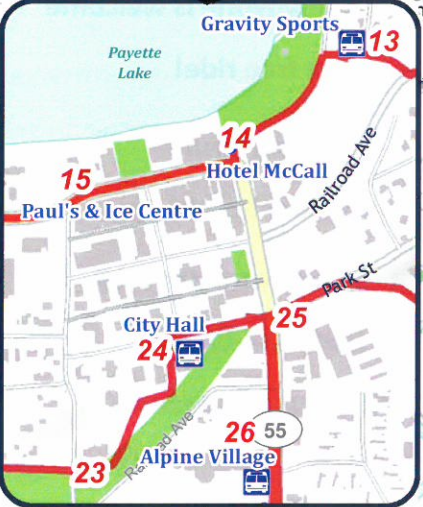 Gravity Sports
13
Payette
Lake
14
Hotel McCall
15
Paul's & Ice Centre
Railroad Ave
Park St
25
City Hall
24
26
55
Railroad Ave
Alpine Village
23